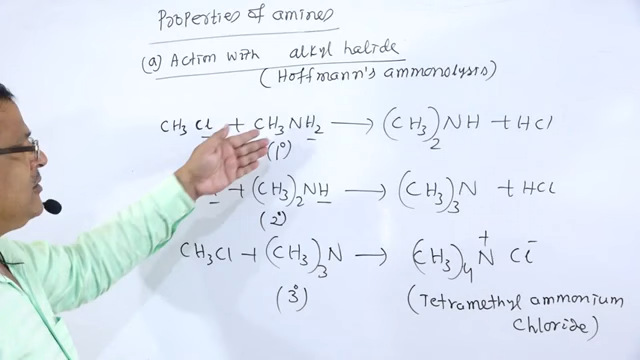 Properties of amines
(a) Action with alkyl halide
(Hoffmann's ammonolysis)
CH3 Cl + CH3NH2 → (CH3)2NH + HCl
(1°)
+ (CH3)2NH → (CH3)3N + HCl
(2°)
CH3Cl + (CH3)3N → (CH3)4N+ Cl-
(3°)
(Tetramethyl ammonium
Chloride)